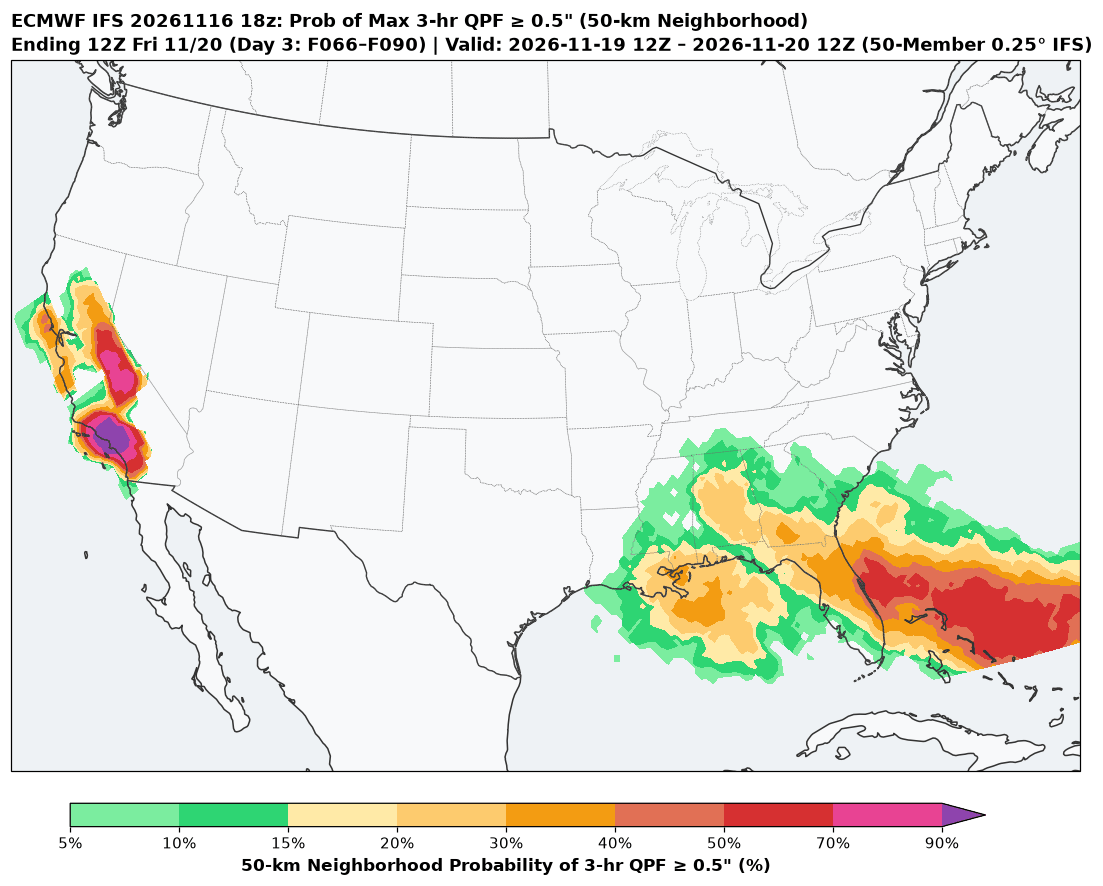 ECMWF IFS 20261116 18z: Prob of Max 3-hr QPF ≥ 0.5" (50-km Neighborhood)
Ending 12Z Fri 11/20 (Day 3: F066–F090) | Valid: 2026-11-19 12Z – 2026-11-20 12Z (50-Member 0.25° IFS)
5% 10% 15% 20% 30% 40% 50% 70% 90%
50-km Neighborhood Probability of 3-hr QPF ≥ 0.5" (%)